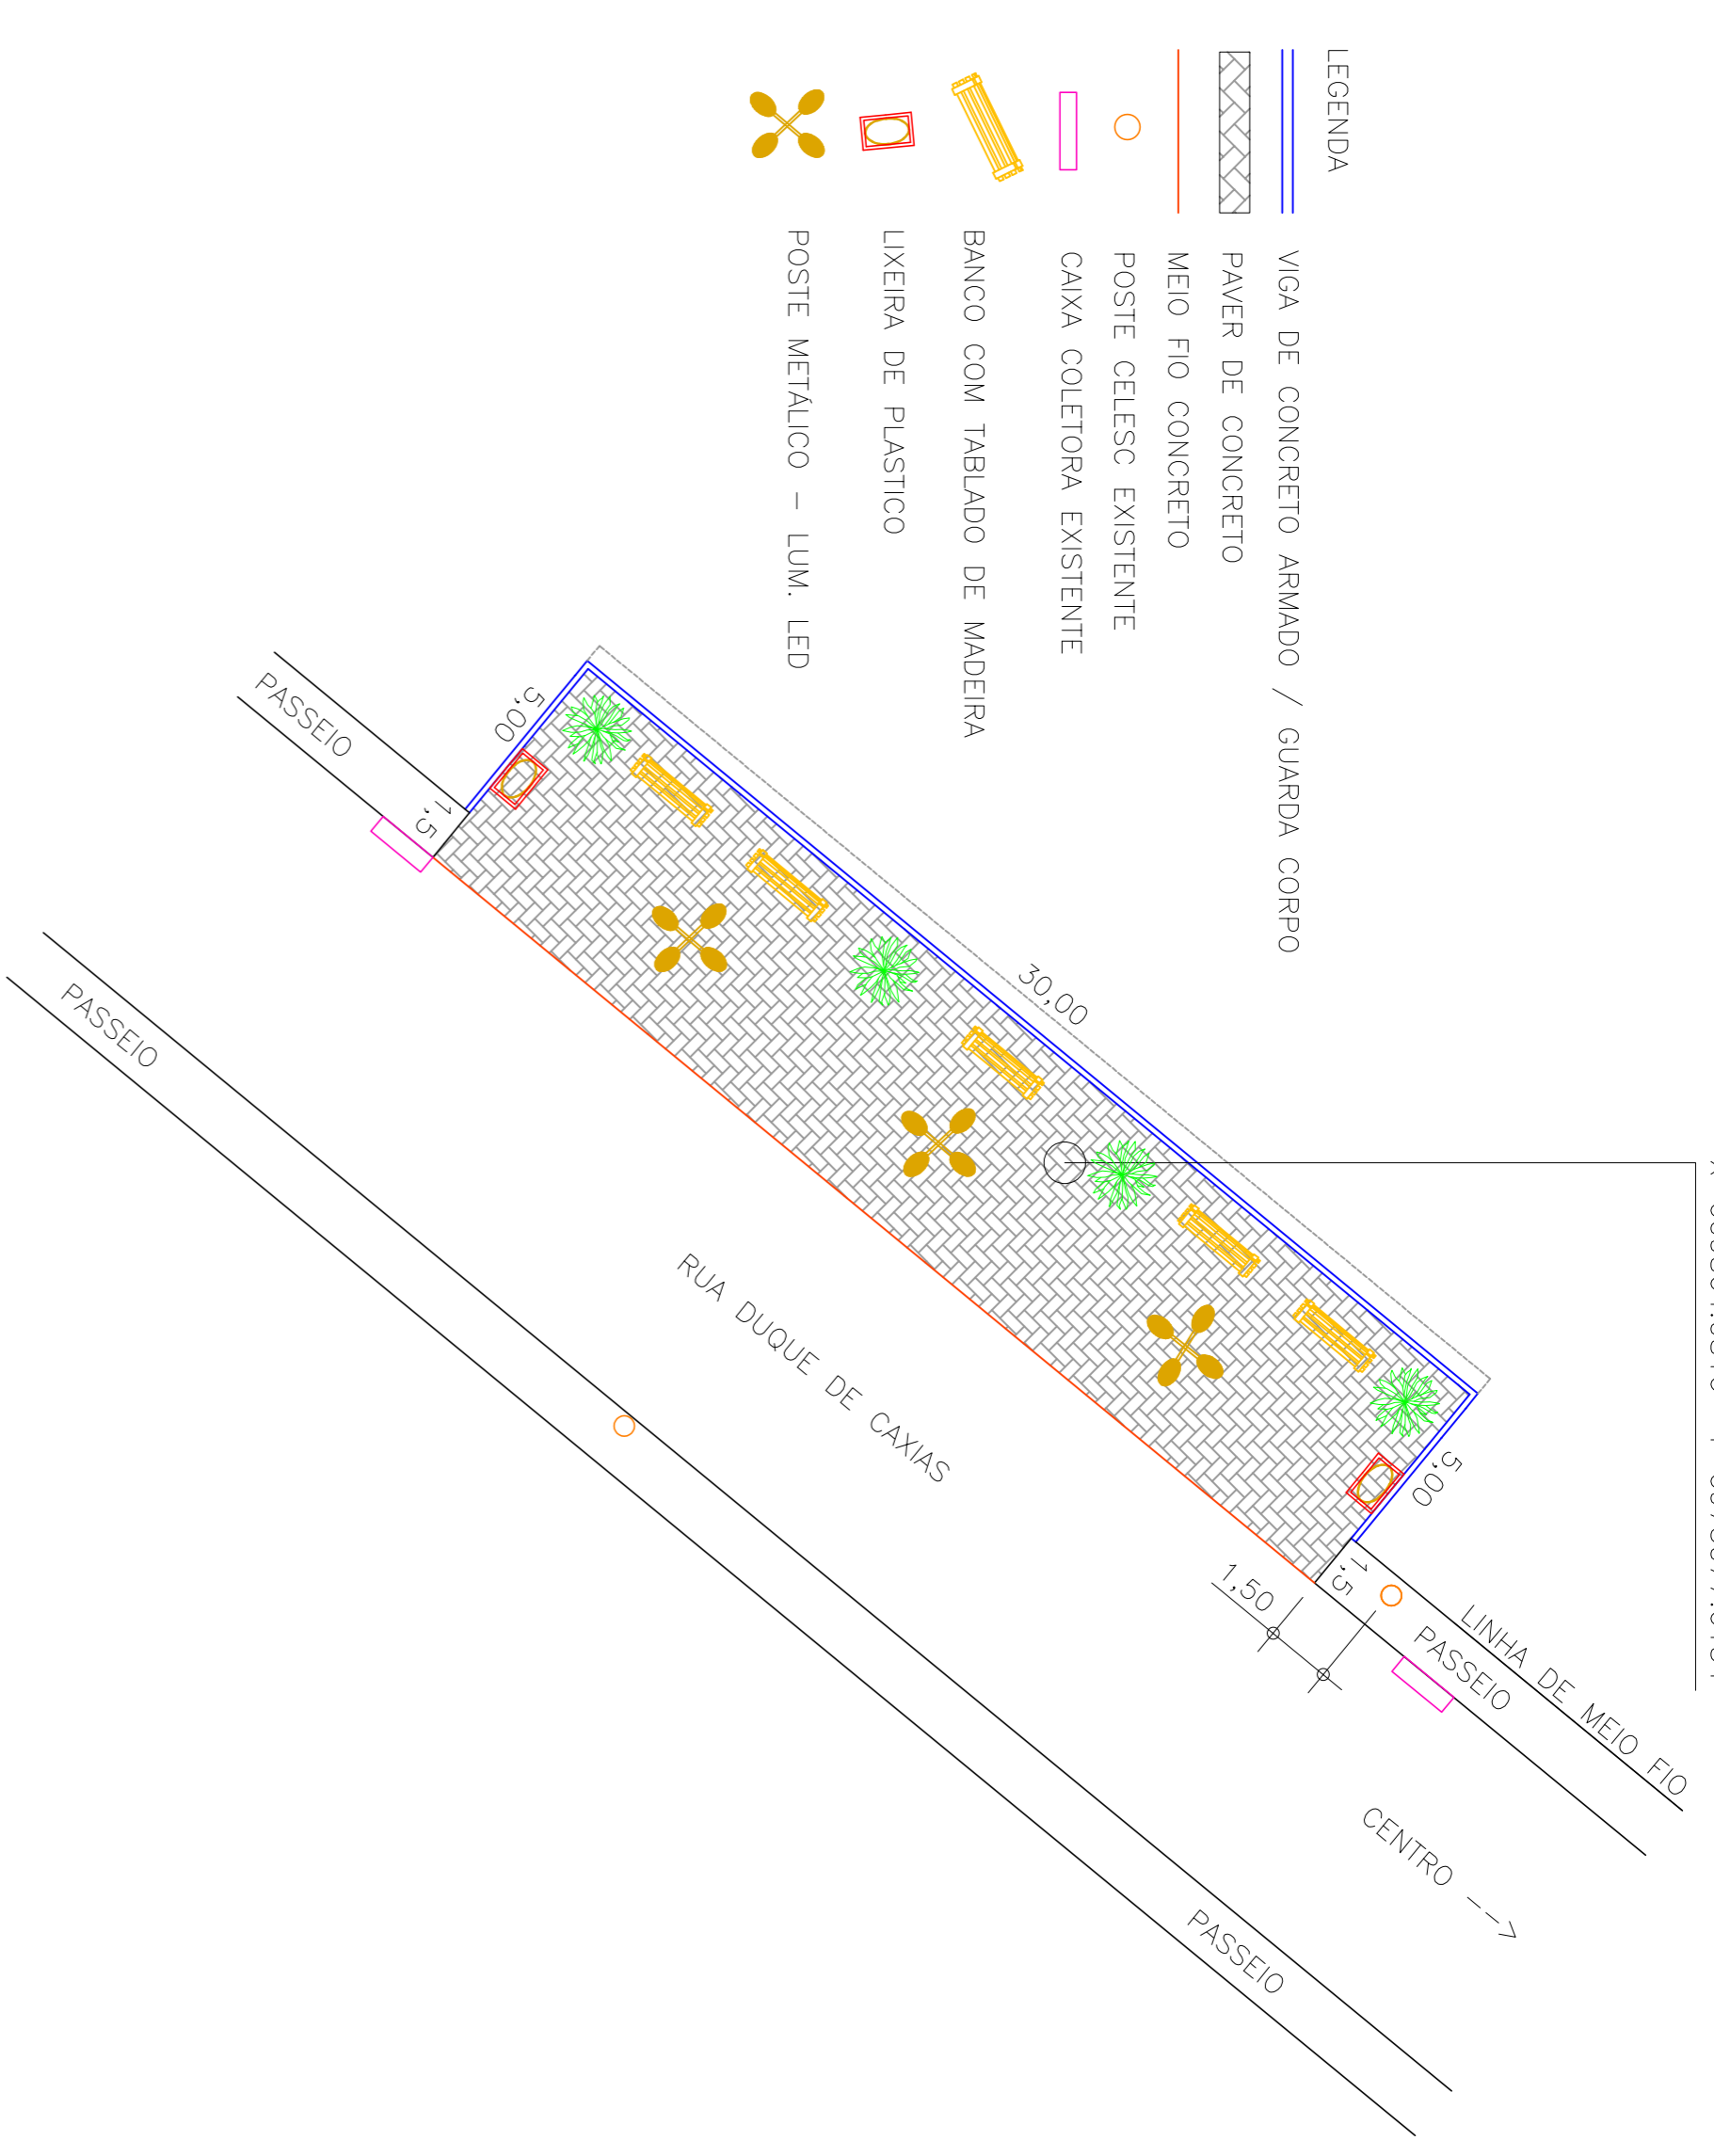 LEGENDA
VIGA DE CONCRETO ARMADO / GUARDA CORPO
PAVER DE CONCRETO
MEIO FIO CONCRETO
POSTE CELESC EXISTENTE
CAIXA COLETORA EXISTENTE
BANCO COM TABLADO DE MADEIRA
LIXEIRA DE PLASTICO
POSTE METÁLICO - LUM. LED
PASSEIO
5,00
1,5
30,00
5,00
1,5
1,50
LINHA DE MEIO FIO
PASSEIO
RUA DUQUE DE CAXIAS
CENTRO -->
PASSEIO
PASSEIO